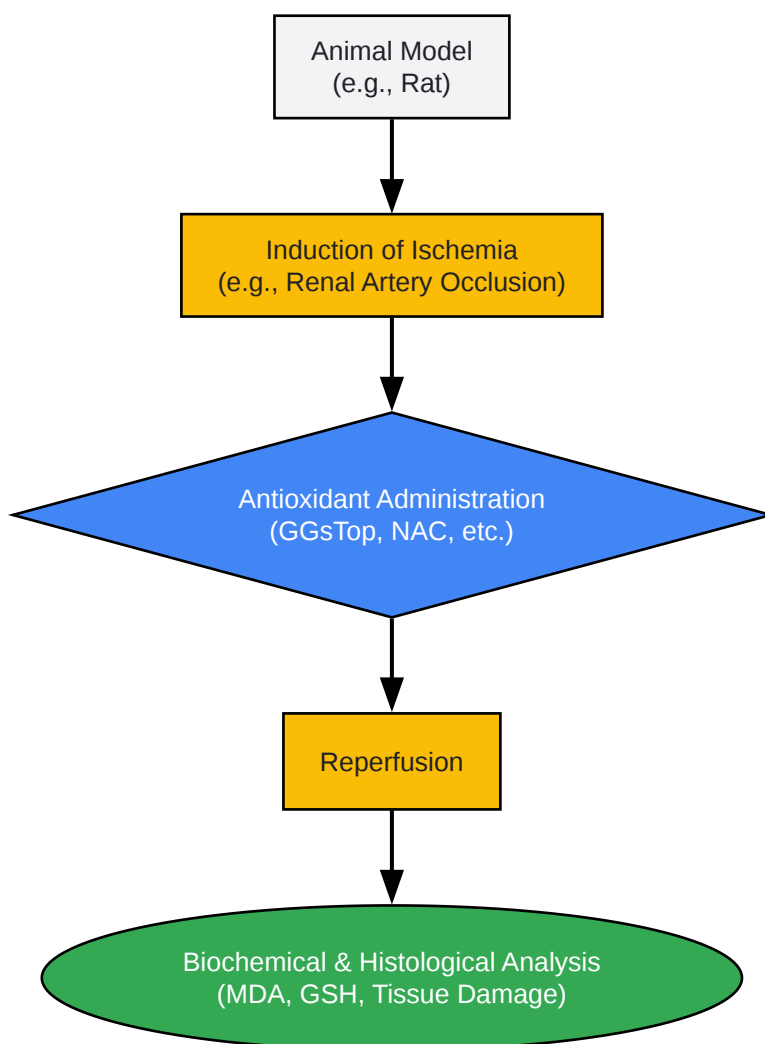 Animal Model
(e.g., Rat)
Induction of Ischemia
(e.g., Renal Artery Occlusion)
Antioxidant Administration
(GGsTop, NAC, etc.)
Reperfusion
Biochemical & Histological Analysis
(MDA, GSH, Tissue Damage)